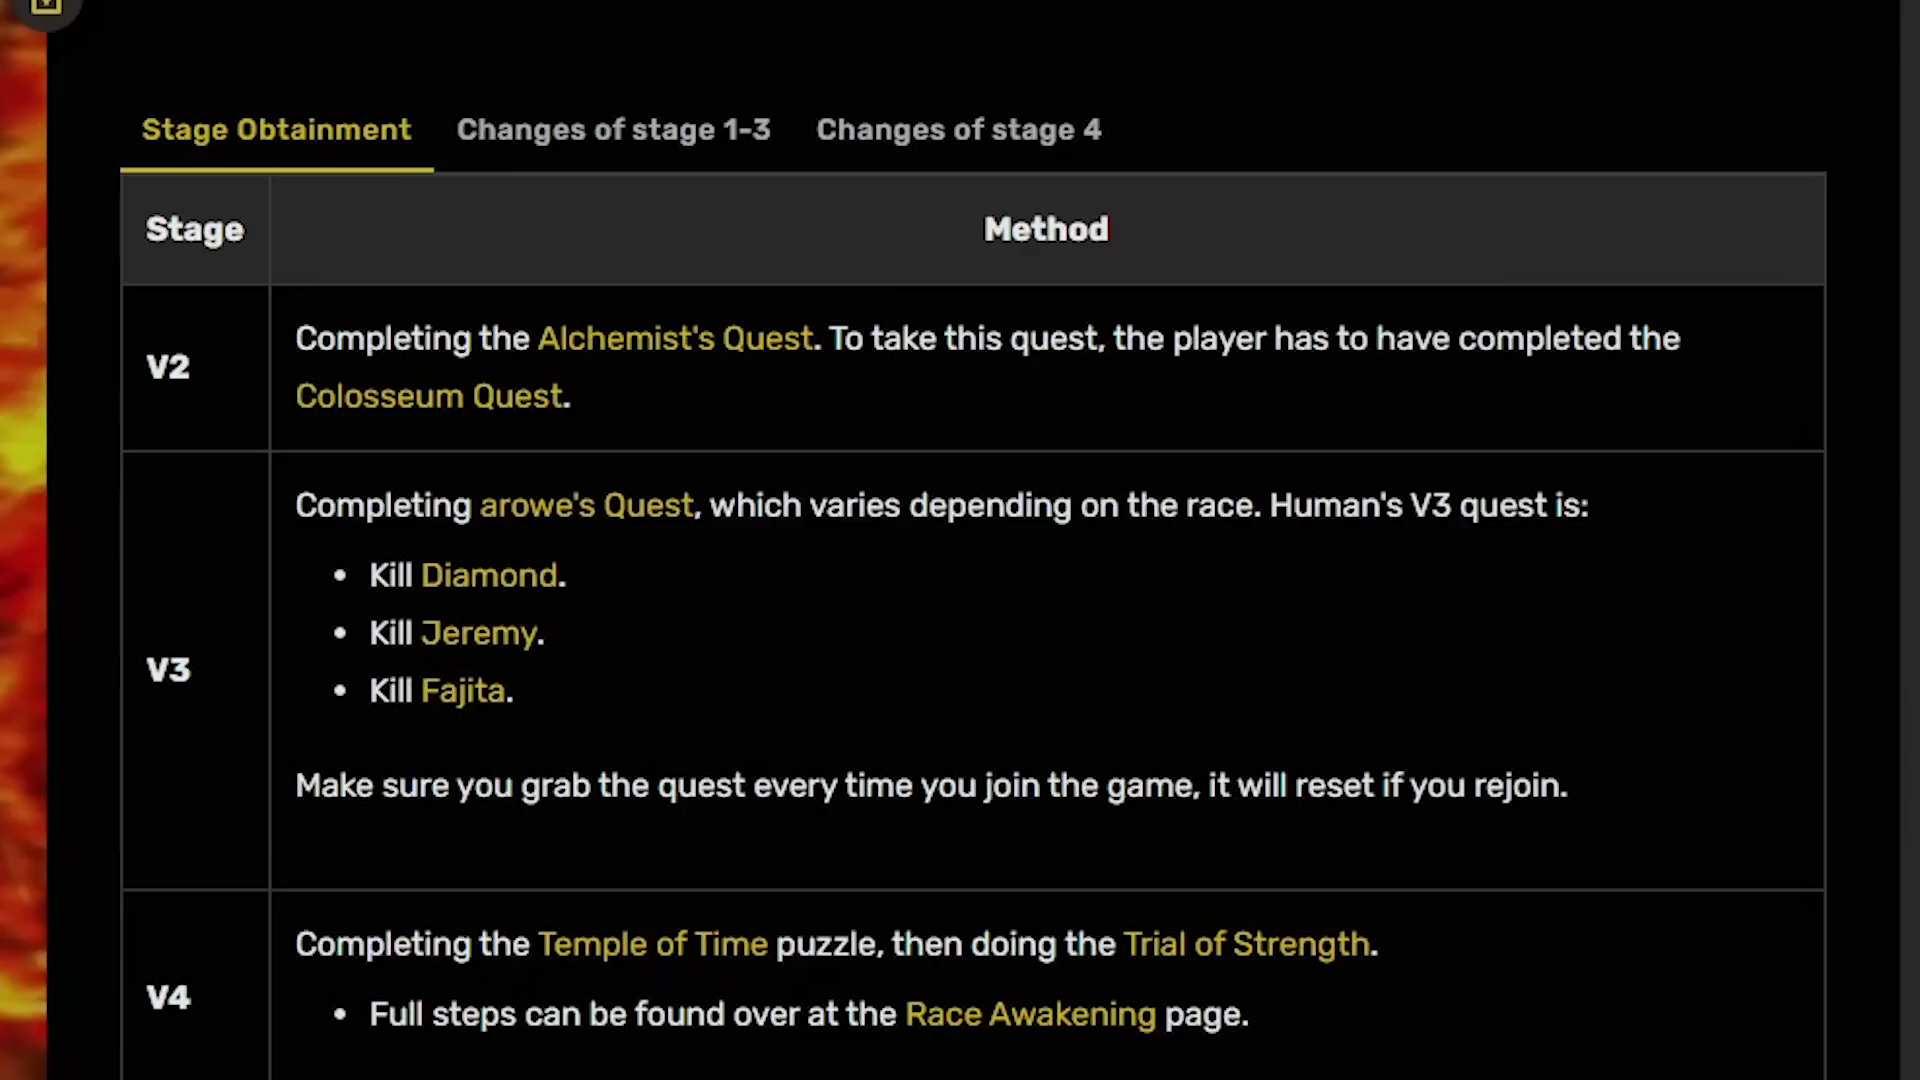 Stage Obtainment Changes of stage 1-3 Changes of stage 4
Stage Method
V2
Completing the Alchemist's Quest. To take this quest, the player has to have completed the
Colosseum Quest.
V3
Completing arowe's Quest, which varies depending on the race. Human's V3 quest is:
• Kill Diamond.
• Kill Jeremy.
• Kill Fajita.
Make sure you grab the quest every time you join the game, it will reset if you rejoin.
V4
Completing the Temple of Time puzzle, then doing the Trial of Strength.
• Full steps can be found over at the Race Awakening page.